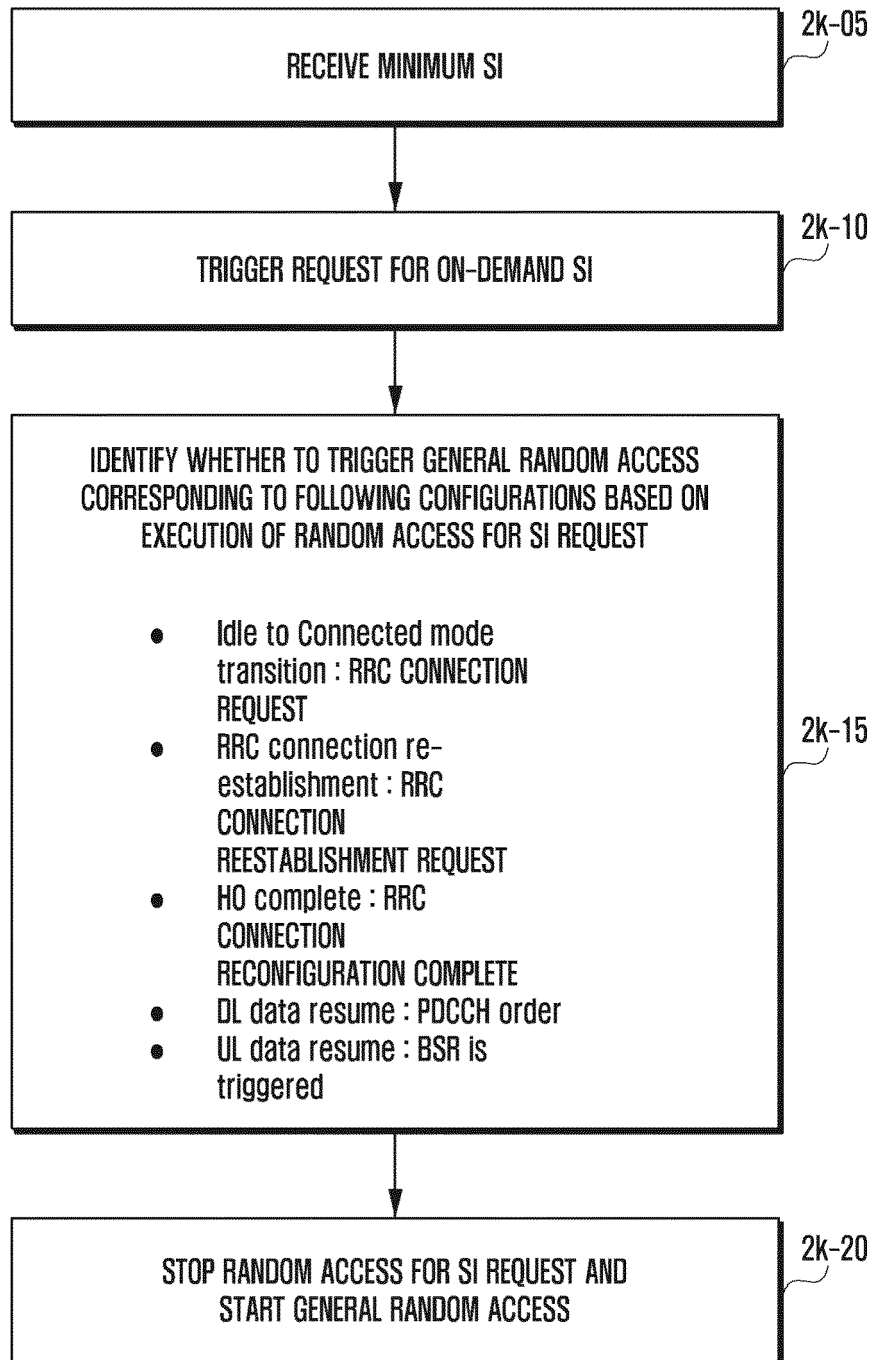 2k-05
RECEIVE MINIMUM SI
2k-10
TRIGGER REQUEST FOR ON-DEMAND SI
IDENTIFY WHETHER TO TRIGGER GENERAL RANDOM ACCESS
CORRESPONDING TO FOLLOWING CONFIGURATIONS BASED ON
EXECUTION OF RANDOM ACCESS FOR SI REQUEST
● Idle to Connected mode
transition : RRC CONNECTION
REQUEST
● RRC connection re-
establishment : RRC
CONNECTION
REESTABLISHMENT REQUEST
● HO complete : RRC
CONNECTION
RECONFIGURATION COMPLETE
● DL data resume : PDCCH order
● UL data resume : BSR is
triggered
2k-15
2k-20
STOP RANDOM ACCESS FOR SI REQUEST AND
START GENERAL RANDOM ACCESS